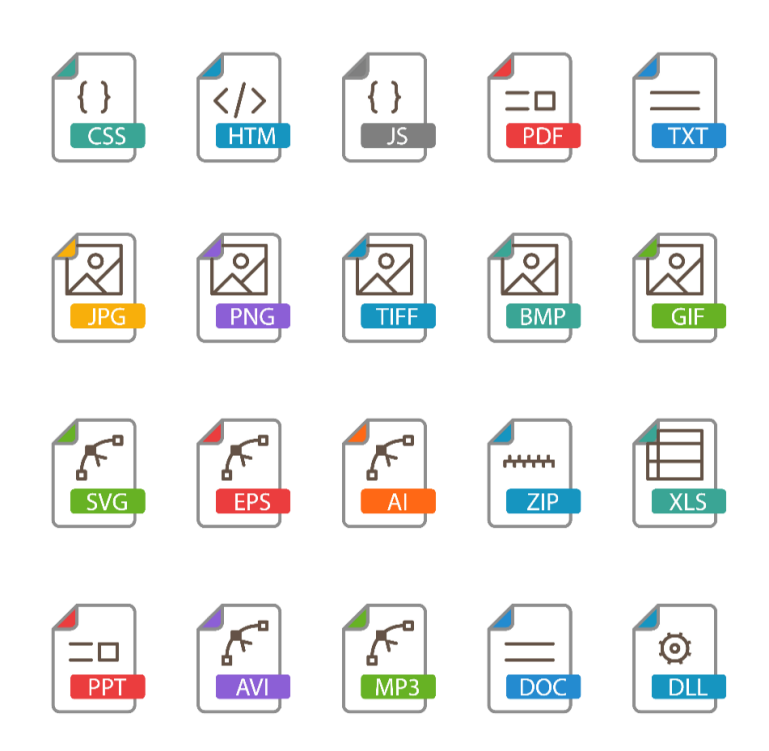 CSS HTM JS PDF TXT
JPG PNG TIFF BMP GIF
SVG EPS AI ZIP XLS
PPT AVI MP3 DOC DLL